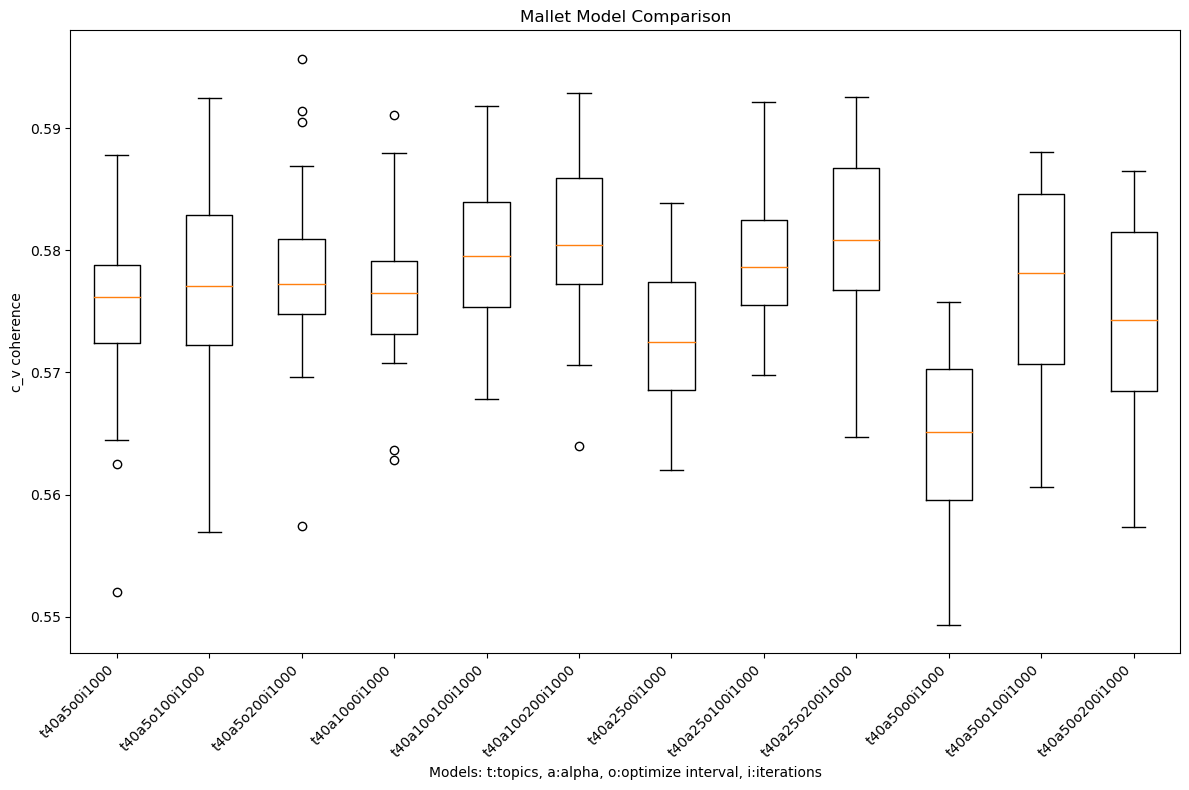 Mallet Model Comparison
c_v coherence
0.59
0.58
0.57
0.56
0.55
t40a5o0i1000
t40a5o100i1000
t40a5o200i1000
t40a10o0i1000
t40a10o100i1000
t40a10o200i1000
t40a25o0i1000
t40a25o100i1000
t40a25o200i1000
t40a50o0i1000
t40a50o100i1000
t40a50o200i1000
Models: t:topics, a:alpha, o:optimize interval, i:iterations